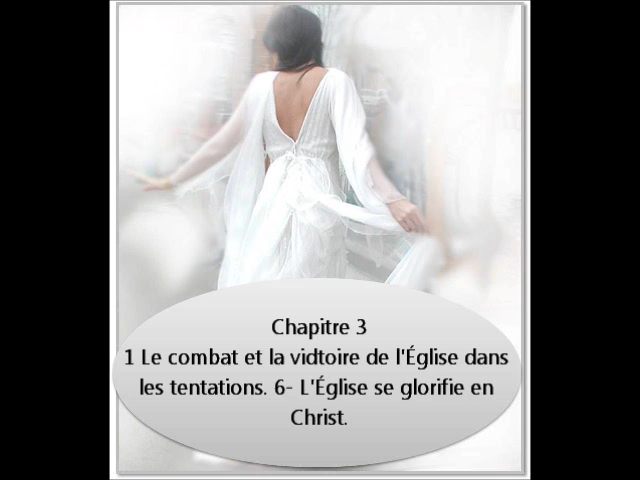 Chapitre 3
1 Le combat et la vidtoire de l'Église dans
les tentations. 6- L'Église se glorifie en
Christ.